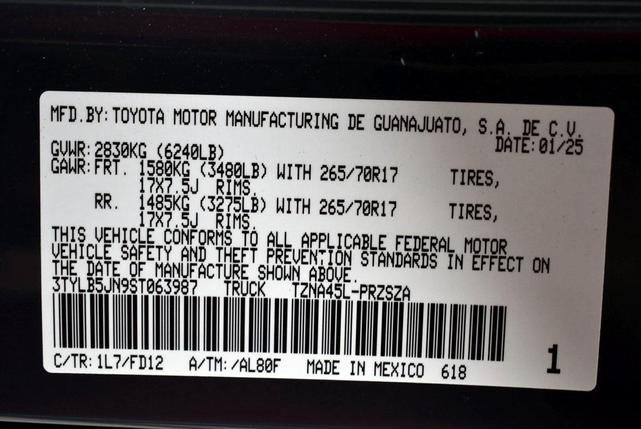 MFD.BY: TOYOTA MOTOR MANUFACTURING DE GUANAJUATO, S.A. DE C.V.
DATE: 01/25
GVWR: 2830KG (6240LB)
GAWR: FRT. 1580KG (3480LB) WITH 265/70R17 TIRES,
17X7.5J RIMS.
RR. 1485KG (3275LB) WITH 265/70R17 TIRES,
17X7.5J RIMS.
THIS VEHICLE CONFORMS TO ALL APPLICABLE FEDERAL MOTOR
VEHICLE SAFETY AND THEFT PREVENTION STANDARDS IN EFFECT ON
THE DATE OF MANUFACTURE SHOWN ABOVE.
3TYLB5JN9ST063987 TRUCK TZNA45L-PRZSZA
C/TR: 1L7/FD12 A/TM: /AL80F MADE IN MEXICO 618 1